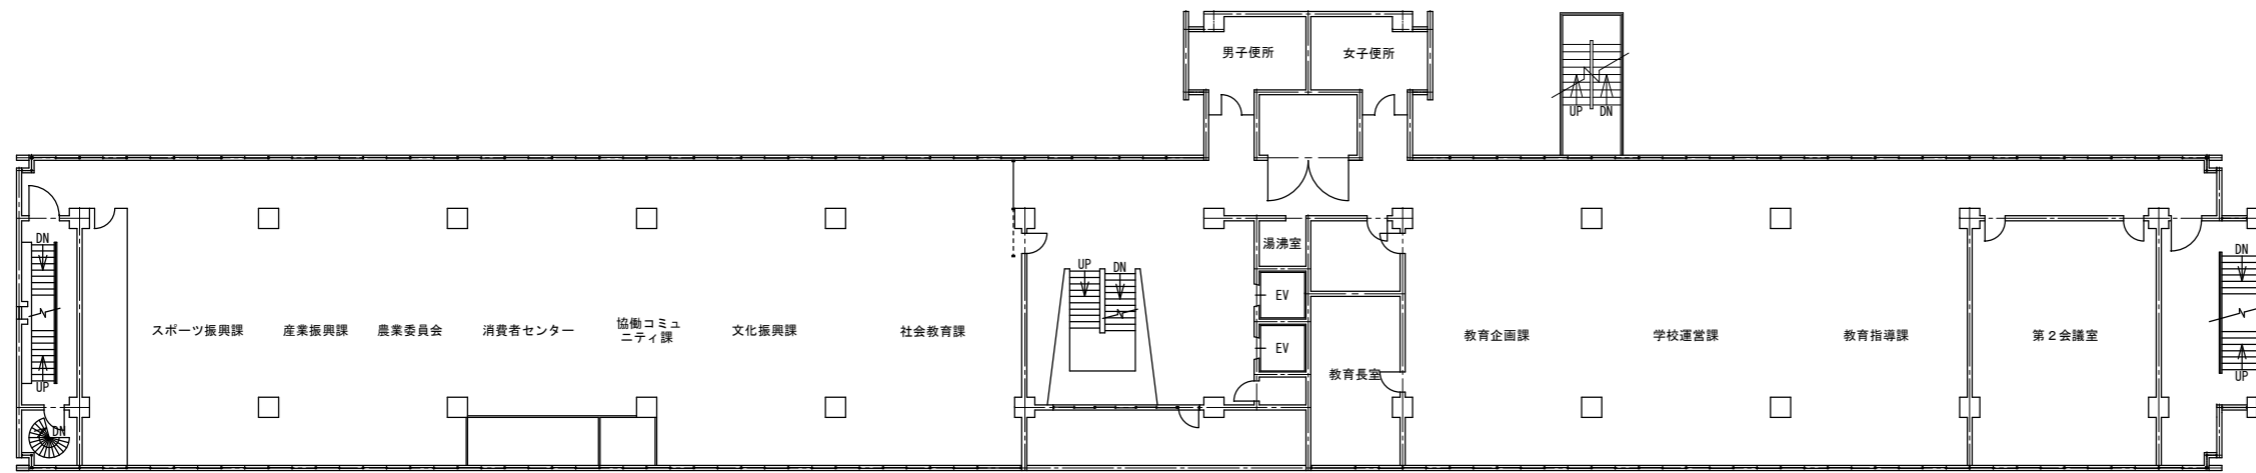 男子便所
女子便所
UP
DN
DN
湯沸室
UP
DN
EV
DN
スポーツ振興課
産業振興課
農業委員会
消費者センター
協働コミュ
ニティ課
文化振興課
社会教育課
EV
教育企画課
学校運営課
教育指導課
第2会議室
教育長室
UP
UP
DN